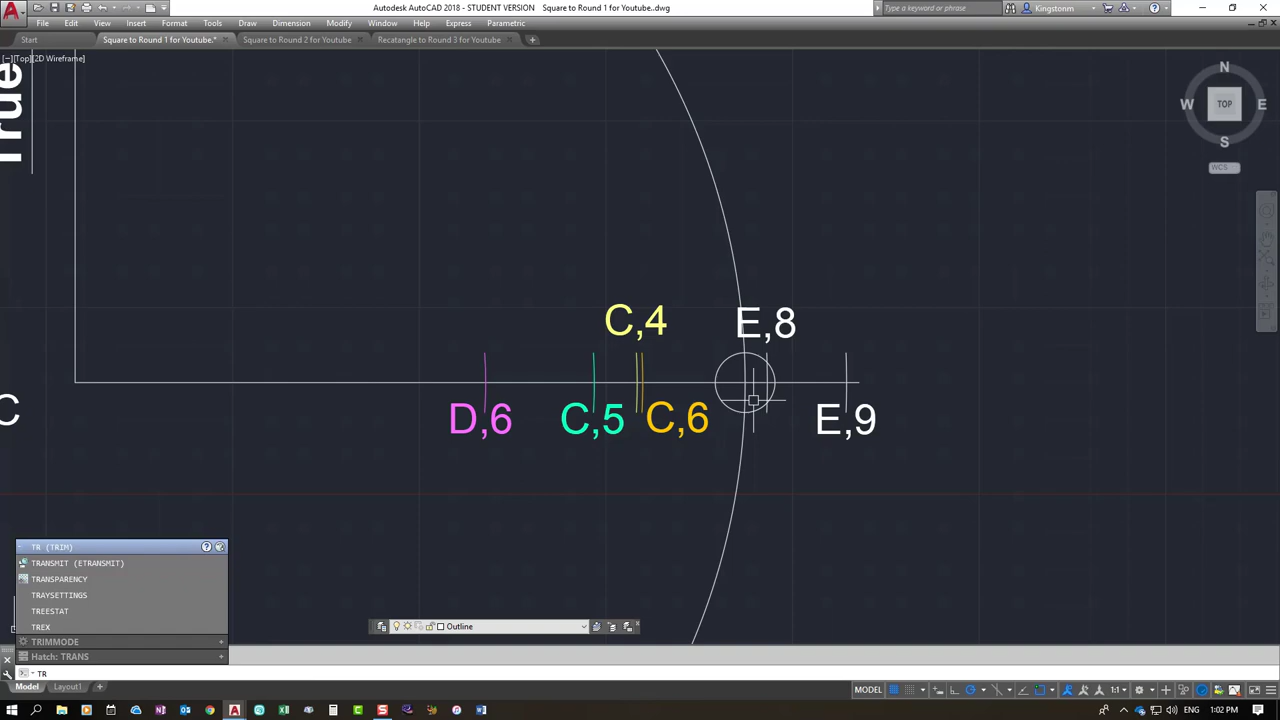 Autodesk AutoCAD 2018 - STUDENT VERSION Square to Round 1 for Youtube..dwg
Type a keyword or phrase
Kingstonm
File Edit View Insert Format Tools Draw Dimension Modify Window Help Express Parametric
Start Square to Round 1 for Youtube.* Square to Round 2 for Youtube Recatangle to Round 3 for Youtube
[−][Top][2D Wireframe]
True
N
W TOP E
S
WCS
C,4 E,8
C D,6 C,5 C,6 E,9
TR (TRIM)
TRANSMIT (ETRANSMIT)
TRANSPARENCY
TRAYSETTINGS
TREESTAT
TREX
TRIMMODE
Hatch: TRANS
Outline
TR
Model Layout1
MODEL 1:1
ENG 1:02 PM